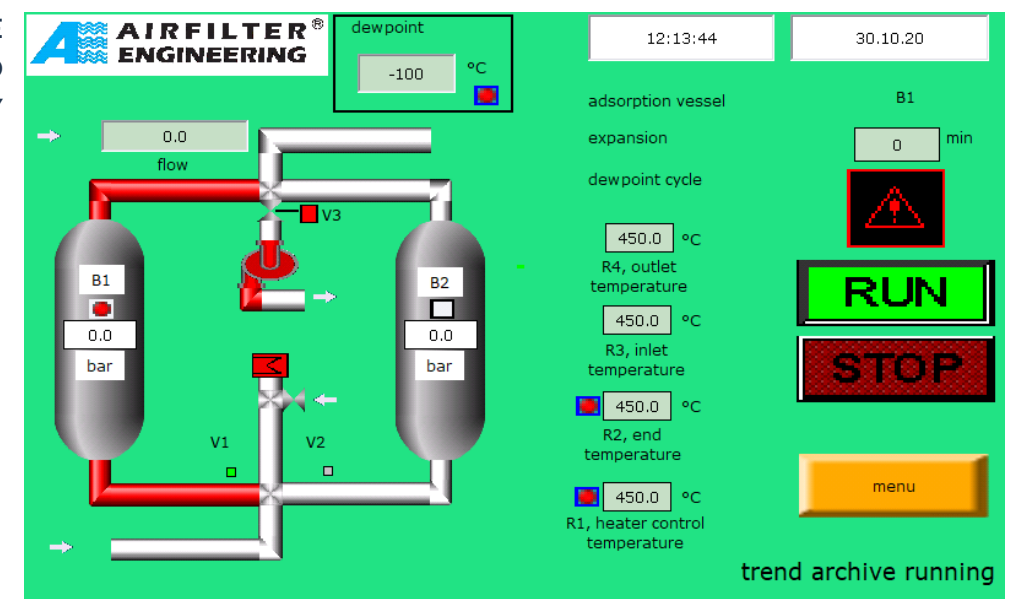 AIRFILTER®
ENGINEERING
dewpoint
-100 °C
12:13:44
30.10.20
adsorption vessel B1
expansion 0 min
dewpoint cycle
0.0
flow
V3
B1
0.0
bar
B2
0.0
bar
V1
V2
450.0 °C
R4, outlet
temperature
450.0 °C
R3, inlet
temperature
450.0 °C
R2, end
temperature
450.0 °C
R1, heater control
temperature
RUN
STOP
menu
trend archive running